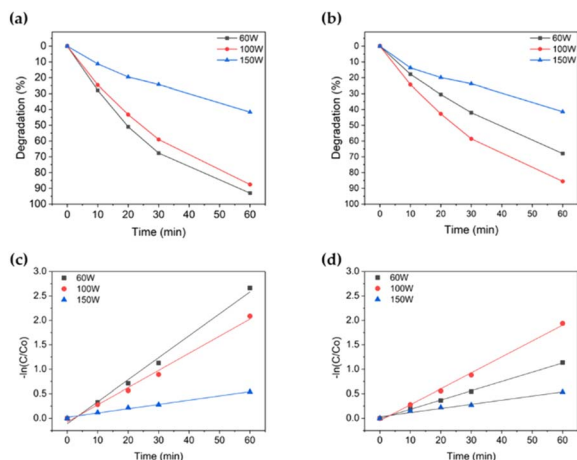 (a)
60W
100W
150W
0
10
20
30
40
50
60
70
80
90
100
Degradation (%)
0 10 20 30 40 50 60
Time (min)
(b)
60W
100W
150W
0
10
20
30
40
50
60
70
80
90
100
Degradation (%)
0 10 20 30 40 50 60
Time (min)
(c)
60W
100W
150W
3.0
2.5
2.0
1.5
1.0
0.5
0.0
-ln(C/Co)
0 10 20 30 40 50 60
Time (min)
(d)
60W
100W
150W
3.0
2.5
2.0
1.5
1.0
0.5
0.0
-ln(C/Co)
0 10 20 30 40 50 60
Time (min)